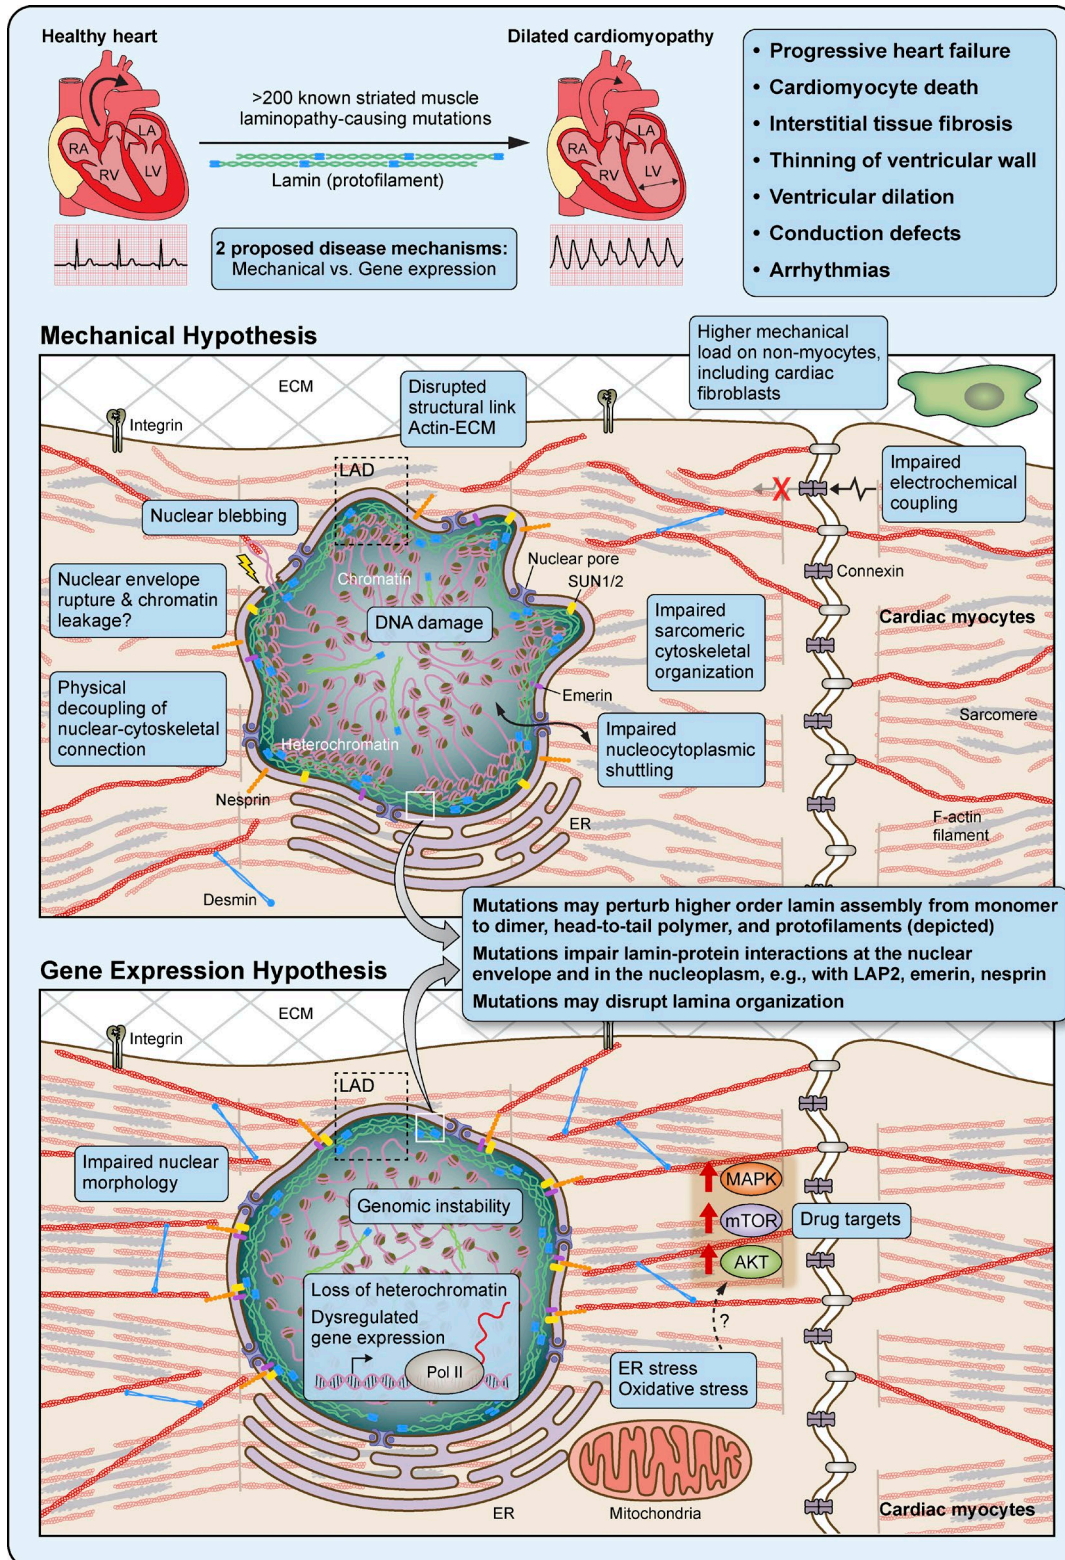 Healthy heart
Dilated cardiomyopathy
>200 known striated muscle
laminopathy-causing mutations
Lamin (protofilament)
RA
LA
RV
LV
RA
LA
RV
LV
2 proposed disease mechanisms:
Mechanical vs. Gene expression
• Progressive heart failure
• Cardiomyocyte death
• Interstitial tissue fibrosis
• Thinning of ventricular wall
• Ventricular dilation
• Conduction defects
• Arrhythmias
Mechanical Hypothesis
ECM
Integrin
Disrupted
structural link
Actin-ECM
Higher mechanical
load on non-myocytes,
including cardiac
fibroblasts
LAD
Impaired
electrochemical
coupling
X
Nuclear blebbing
Nuclear pore
SUN1/2
Connexin
Chromatin
Nuclear envelope
rupture & chromatin
leakage?
DNA damage
Impaired
sarcomeric
cytoskeletal
organization
Cardiac myocytes
Physical
decoupling of
nuclear-cytoskeletal
connection
Emerin
Sarcomere
Heterochromatin
Impaired
nucleocytoplasmic
shuttling
Nesprin
ER
F-actin
filament
Desmin
Mutations may perturb higher order lamin assembly from monomer
to dimer, head-to-tail polymer, and protofilaments (depicted)
Mutations impair lamin-protein interactions at the nuclear
envelope and in the nucleoplasm, e.g., with LAP2, emerin, nesprin
Mutations may disrupt lamina organization
Gene Expression Hypothesis
ECM
Integrin
LAD
Impaired nuclear
morphology
Genomic instability
MAPK
mTOR
AKT
Drug targets
Loss of heterochromatin
Dysregulated
gene expression
Pol II
?
ER stress
Oxidative stress
ER
Mitochondria
Cardiac myocytes